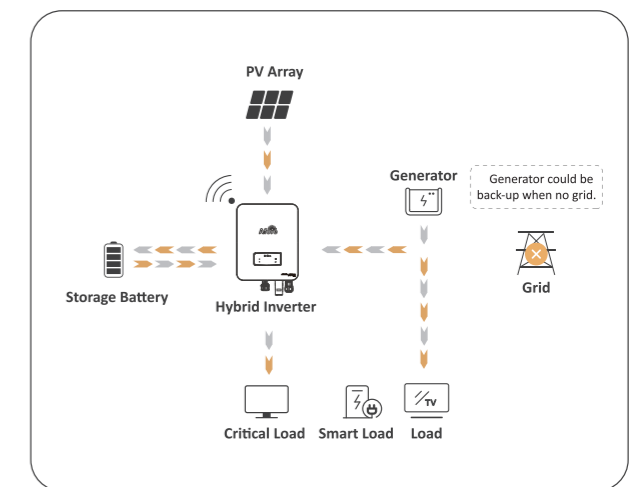 PV Array
Generator
Generator could be
back-up when no grid.
Storage Battery
Hybrid Inverter
Grid
Critical Load
Smart Load
Load
TV